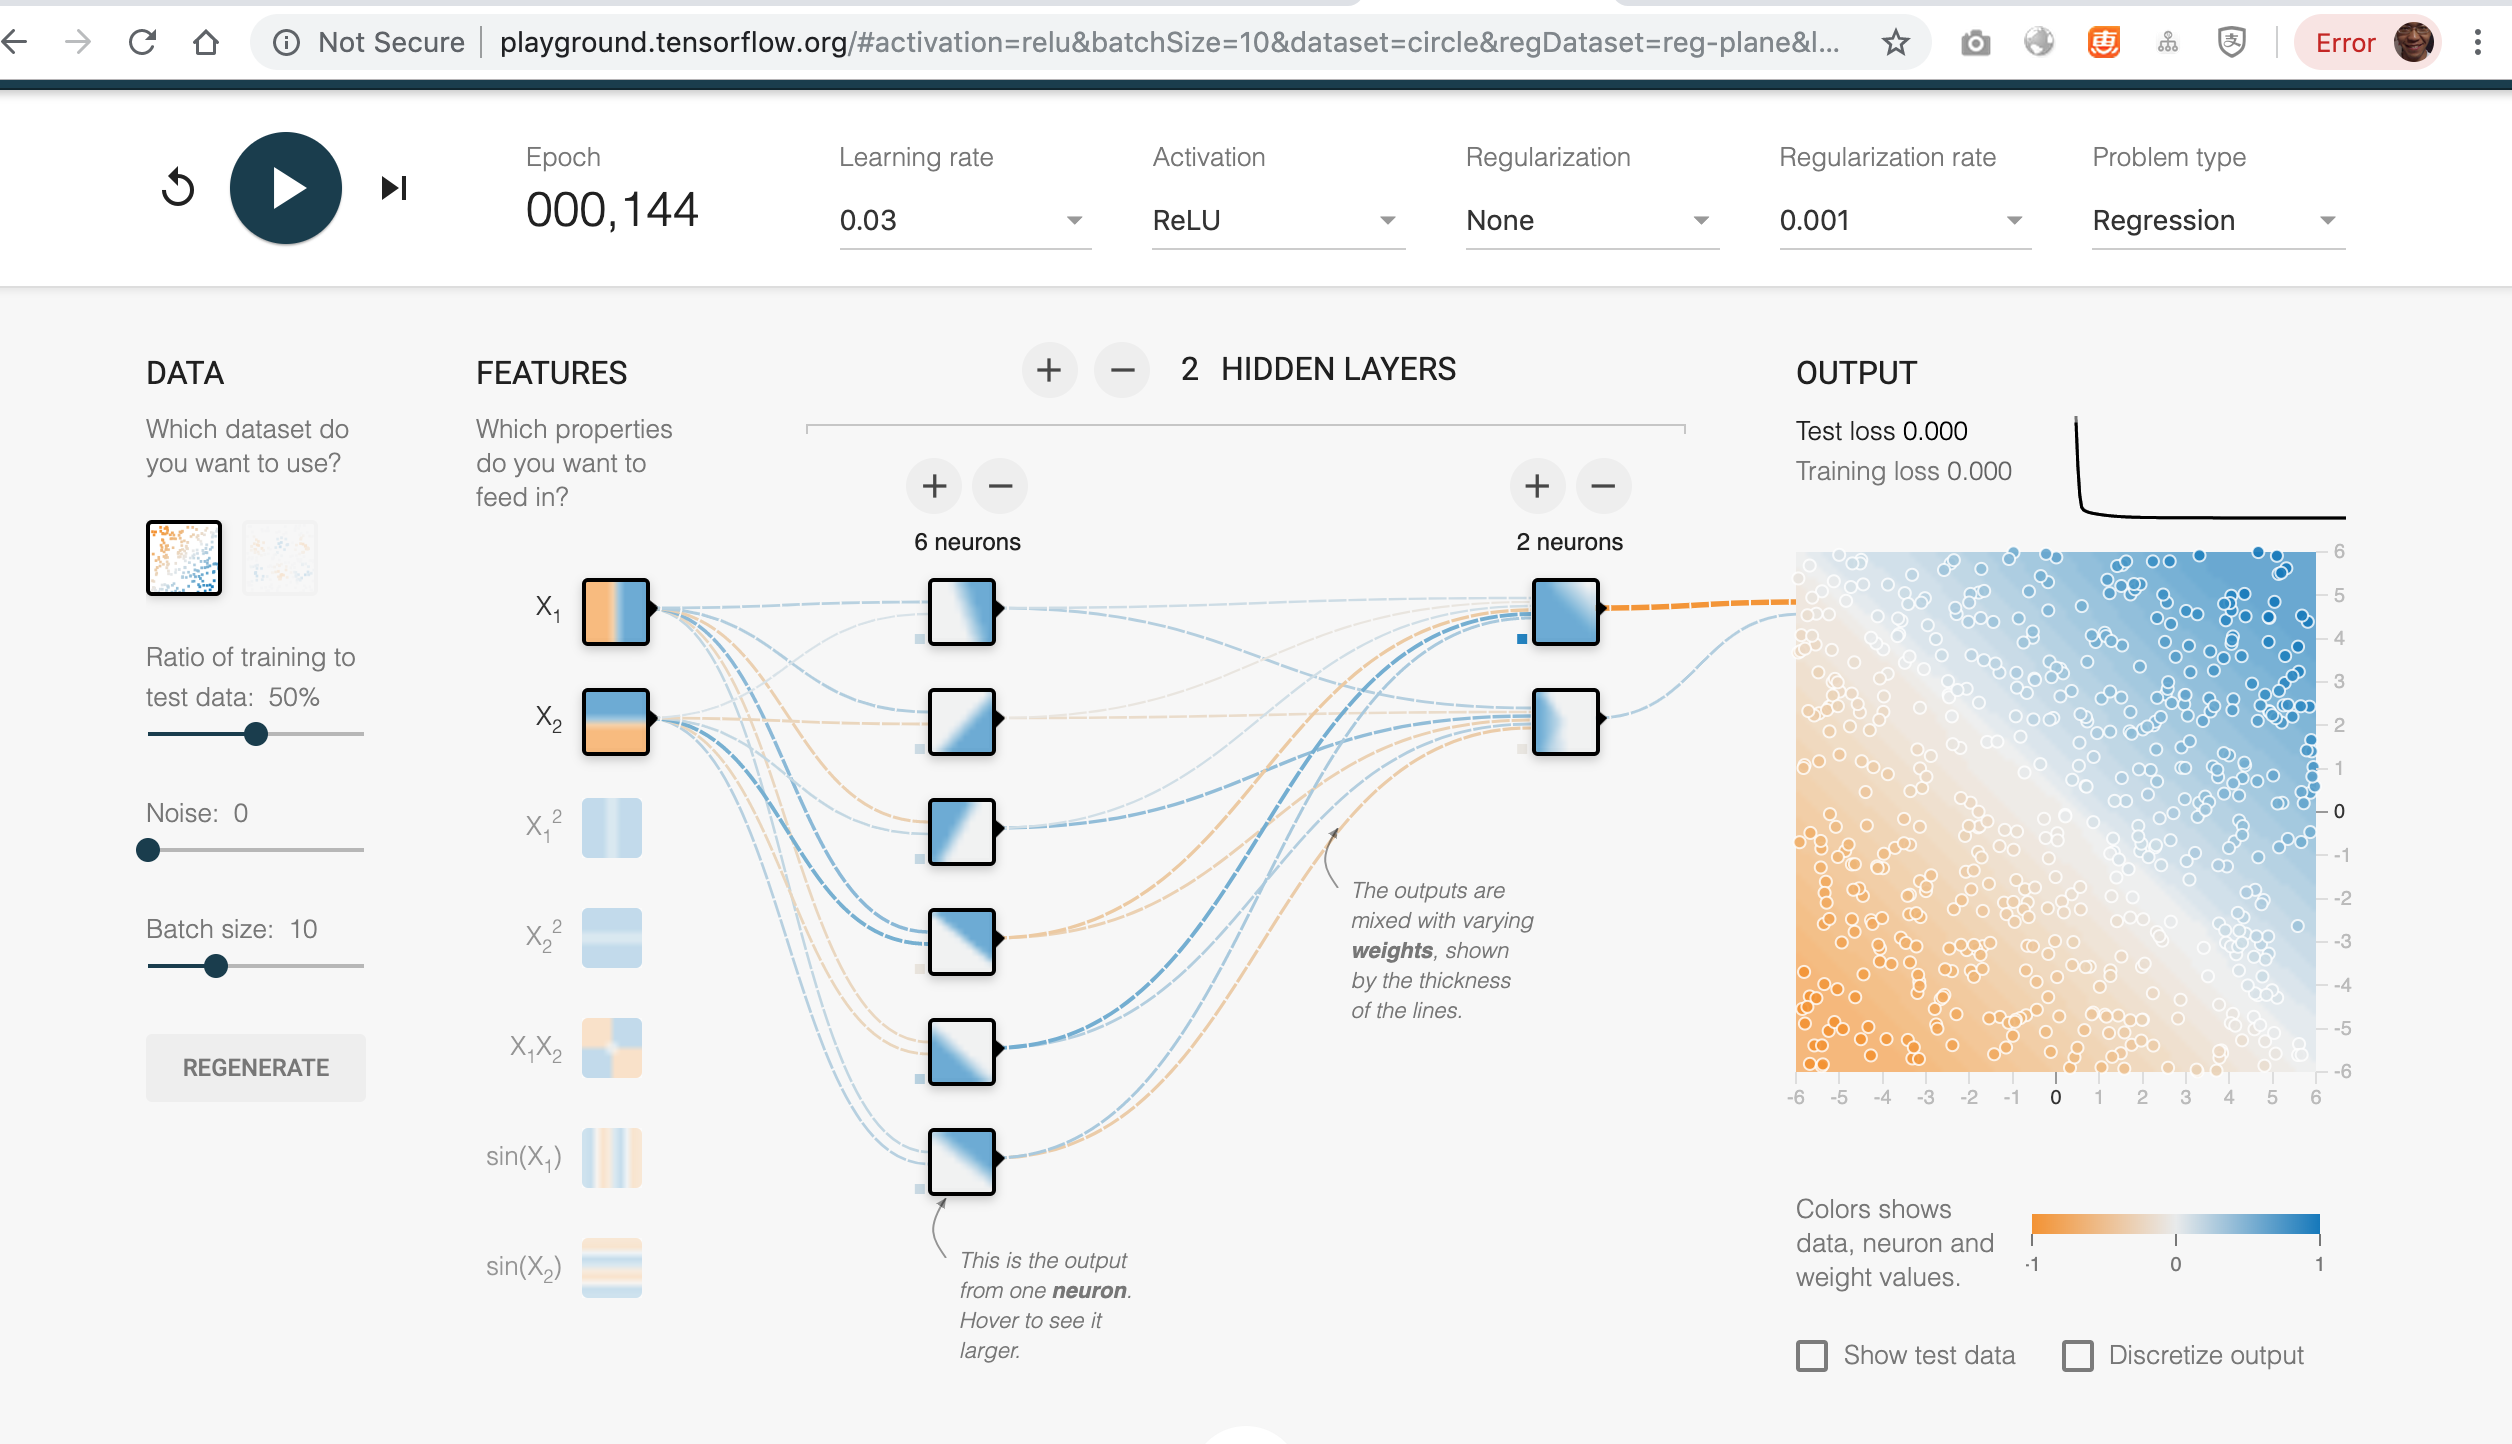 Not Secure
playground.tensorflow.org/#activation=relu&batchSize=10&dataset=circle&regDataset=reg-plane&l...
Error
Epoch
000,144
Learning rate
0.03
Activation
ReLU
Regularization
None
Regularization rate
0.001
Problem type
Regression
DATA
Which dataset do
you want to use?
Ratio of training to
test data: 50%
Noise: 0
Batch size: 10
REGENERATE
FEATURES
Which properties
do you want to
feed in?
X1
X2
X1^2
X2^2
X1X2
sin(X1)
sin(X2)
+ − 2 HIDDEN LAYERS
+ −
6 neurons
+ −
2 neurons
The outputs are
mixed with varying
weights, shown
by the thickness
of the lines.
This is the output
from one neuron.
Hover to see it
larger.
OUTPUT
Test loss 0.000
Training loss 0.000
6
5
4
3
2
1
0
-1
-2
-3
-4
-5
-6
-6 -5 -4 -3 -2 -1 0 1 2 3 4 5 6
Colors shows
data, neuron and
weight values.
-1 0 1
Show test data
Discretize output